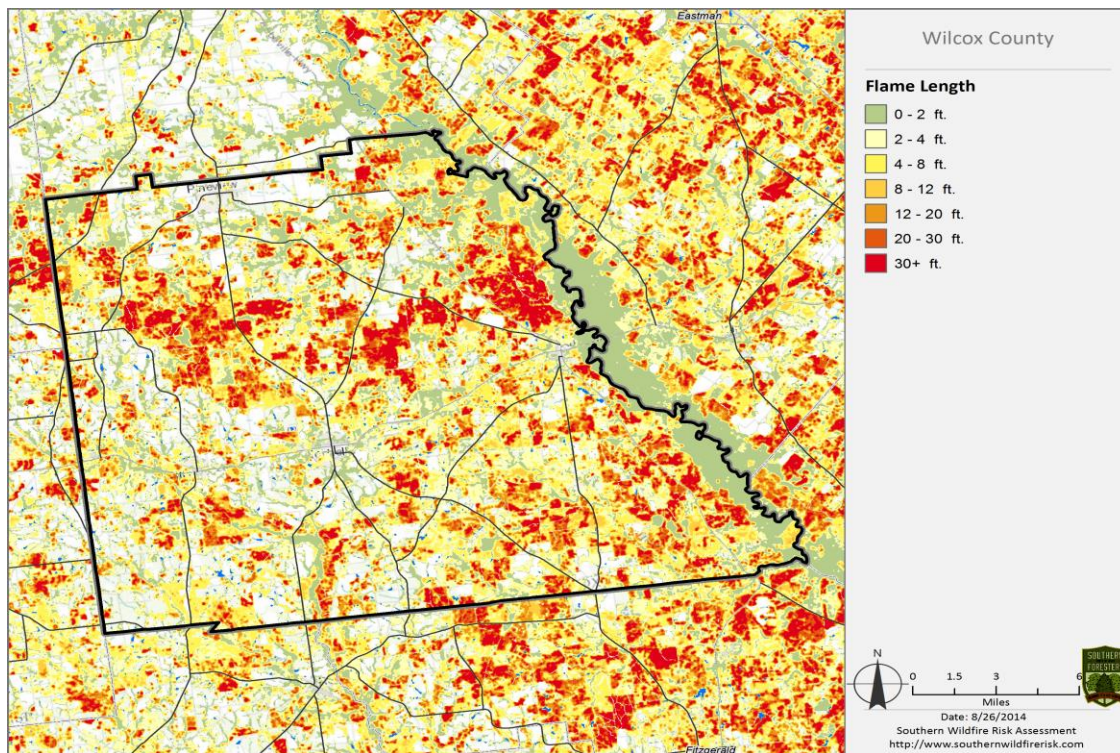 Eastman
Pineview
Fitzgerald
Wilcox County
Flame Length
0 - 2 ft.
2 - 4 ft.
4 - 8 ft.
8 - 12 ft.
12 - 20 ft.
20 - 30 ft.
30+ ft.
N
0 1.5 3 6
Miles
SOUTHERN
Date: 8/26/2014
Southern Wildfire Risk Assessment
http://www.southernwildfirerisk.com